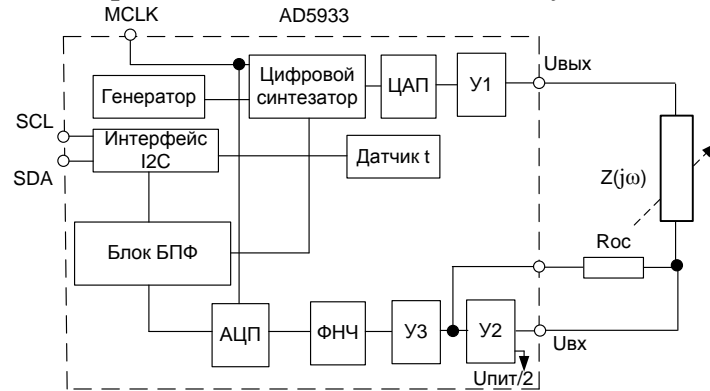 MCLK
AD5933
Цифровой
синтезатор
ЦАП
У1
Uвых
Генератор
SCL
Интерфейс
I2C
Датчик t
SDA
Z(jω)
Блок БПФ
Roc
АЦП
ФНЧ
У3
У2
Uвх
Uпит/2